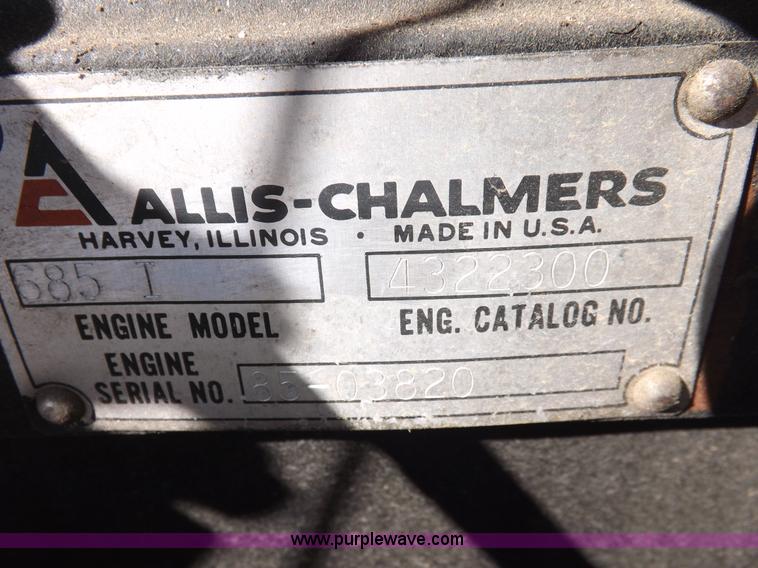 ALLIS-CHALMERS
HARVEY, ILLINOIS · MADE IN U.S.A.
685 I 4322300
ENGINE MODEL ENG. CATALOG NO.
ENGINE
SERIAL NO. 85-03820
www.purplewave.com